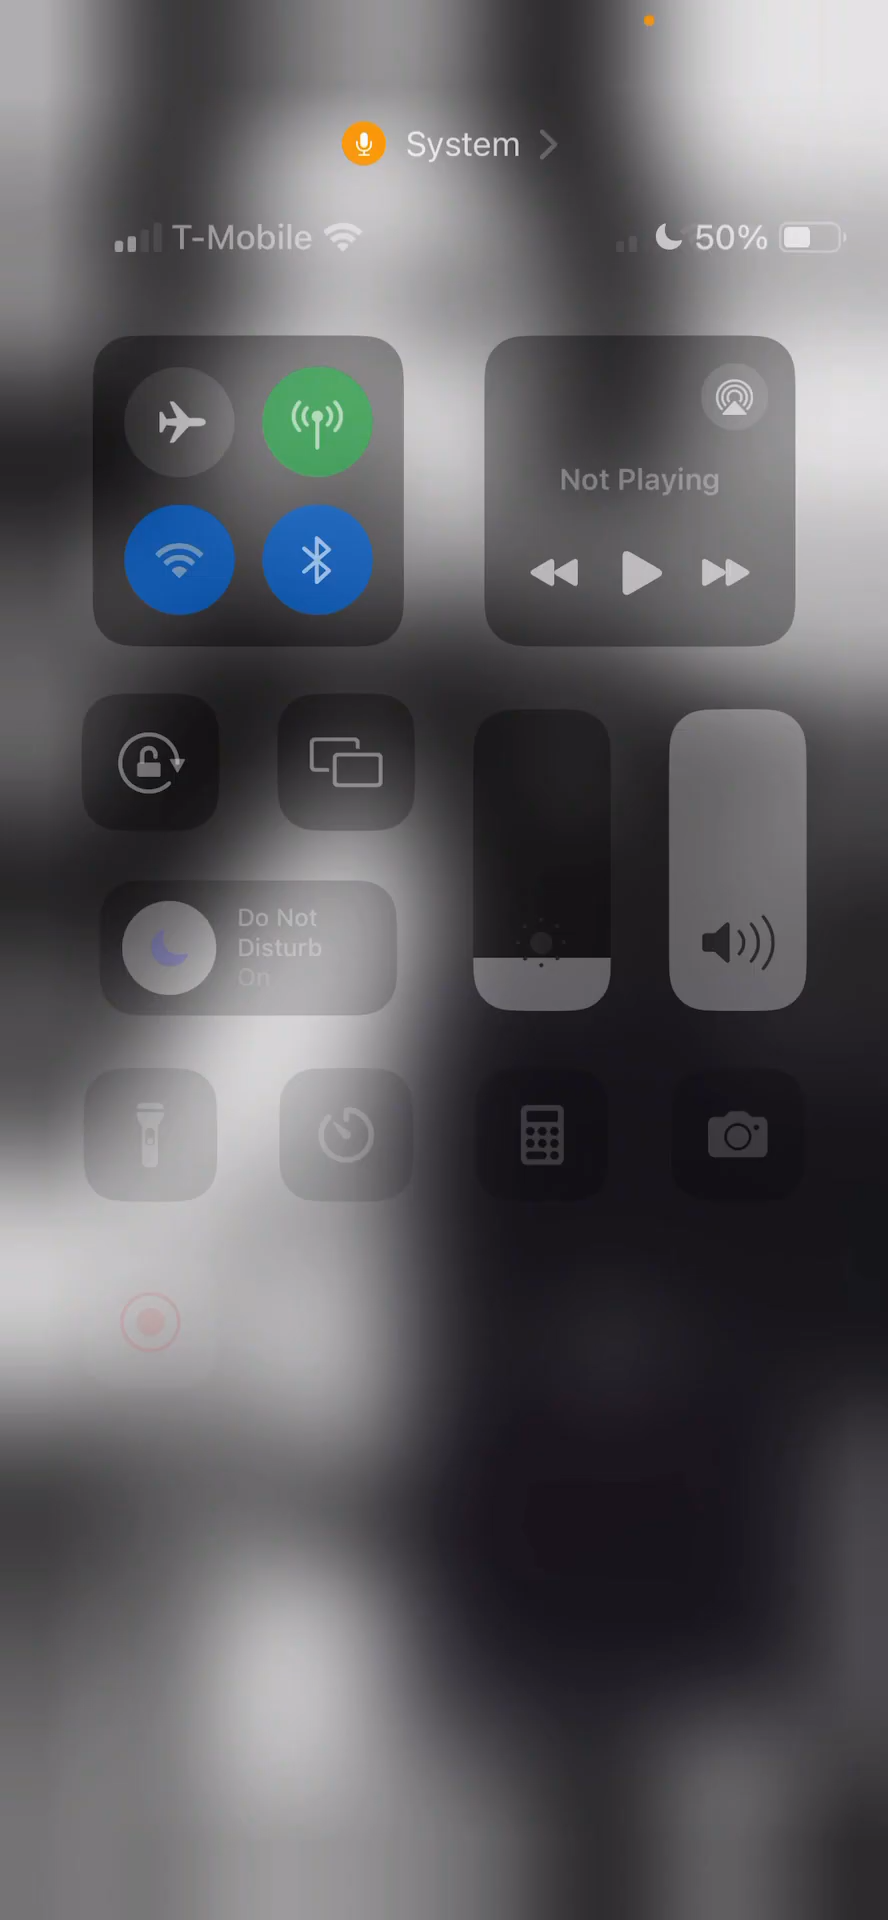 System
T-Mobile 50%
Not Playing
Do Not
Disturb
On